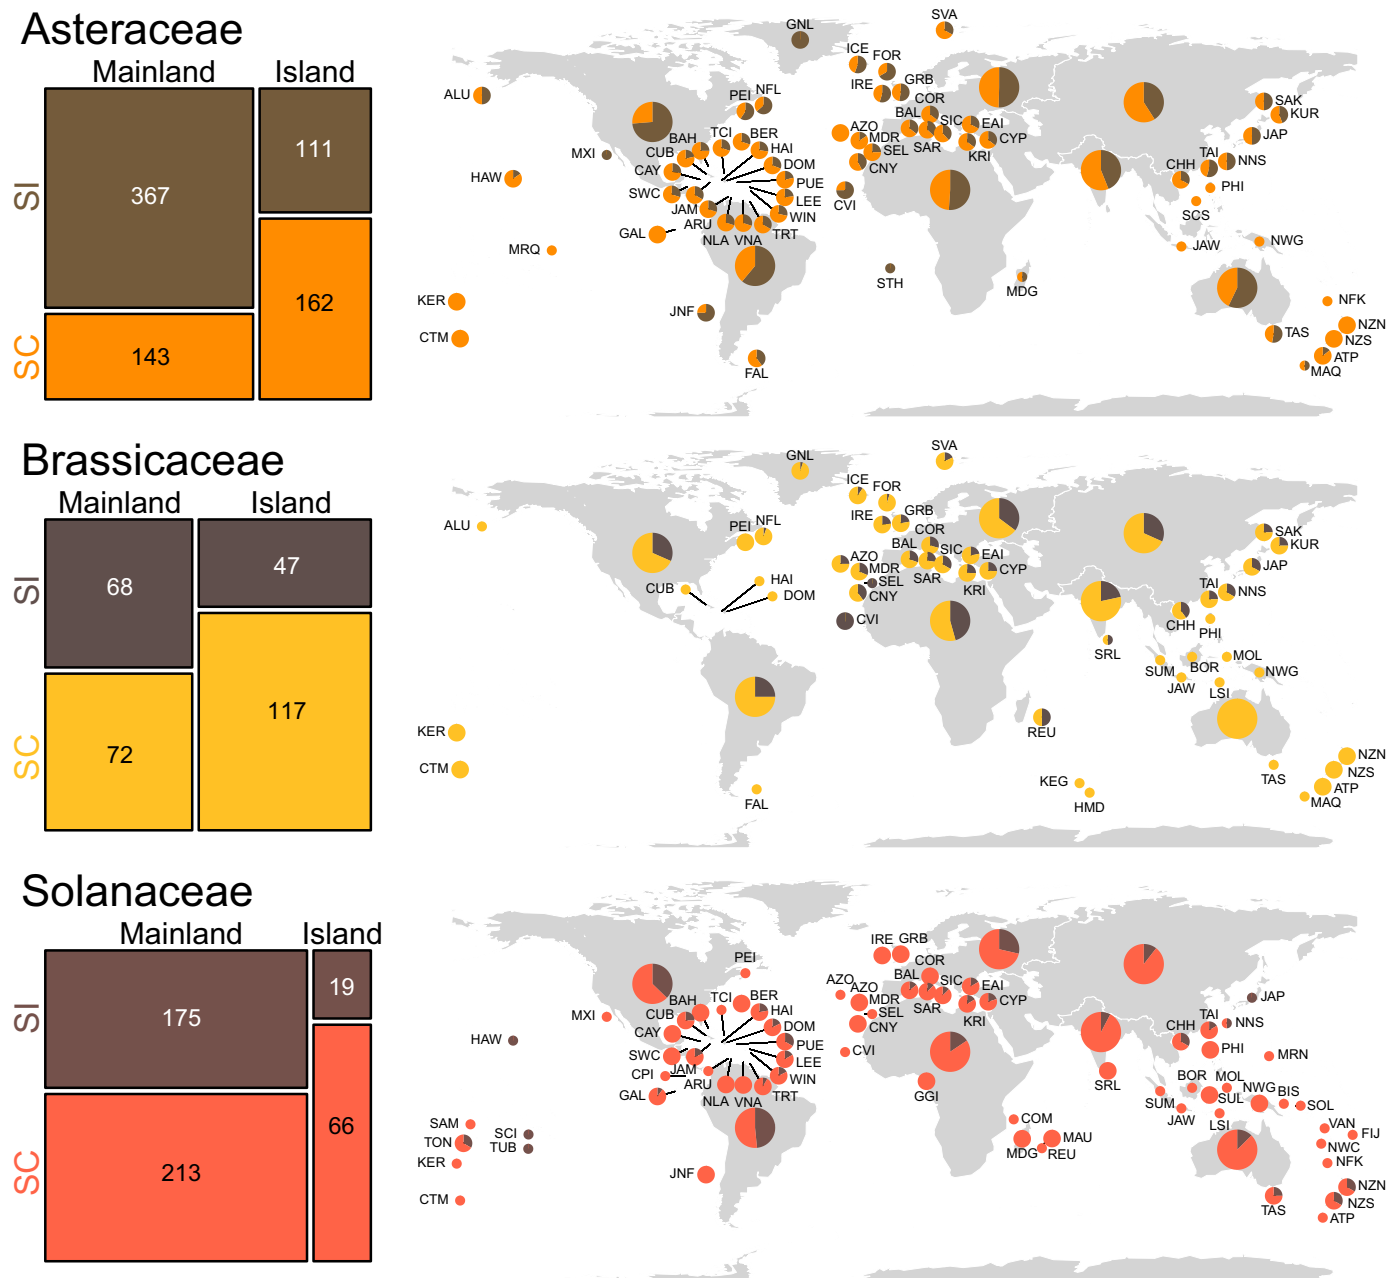 Asteraceae
Mainland Island
SI
367
111
SC
143
162
SVA
GNL
ICE FOR
ALU
IRE GRB
PEI NFL
COR
SAK
KUR
BAL SIC EAI
AZO
MDR SAR CYP
JAP
TCI BER
BAH HAI
MXI CUB
SEL KRI
TAI NNS
CAY DOM
CNY
CHH
HAW
PUE
PHI
SWC LEE
CVI
SCS
JAM WIN
ARU
GAL NLA VNA TRT
JAW NWG
MRQ
STH
MDG
KER
NFK
JNF
CTM
TAS NZN
NZS
ATP
FAL
MAQ
Brassicaceae
Mainland Island
SI
68
47
SC
72
117
SVA
GNL
ICE FOR
ALU
IRE GRB
PEI NFL
COR
SAK
KUR
BAL SIC EAI
AZO
MDR SAR CYP
JAP
HAI
SEL KRI
TAI NNS
CUB DOM
CNY
CHH
CVI
PHI
SRL
MOL
SUM BOR NWG
JAW LSI
REU
KER
NZN
CTM
TAS NZS
KEG
ATP
FAL
HMD
MAQ
Solanaceae
Mainland Island
SI
175
19
SC
213
66
IRE GRB
PEI
COR
BAL SIC EAI
AZO AZO
MDR SAR CYP
JAP
TCI BER
BAH HAI
MXI CUB
SEL KRI
TAI NNS
CAY DOM
CNY
CHH
HAW
PUE
PHI
MRN
SWC LEE
CVI
JAM WIN
CPI ARU
GAL NLA VNA TRT
GGI
SRL
BOR MOL NWG BIS
SUM SUL SOL
JAW LSI
SAM
COM
VAN
FIJ
TON SCI
MAU
TUB
MDG REU
NWC
KER
NFK
JNF
CTM
NZN
TAS NZS
ATP